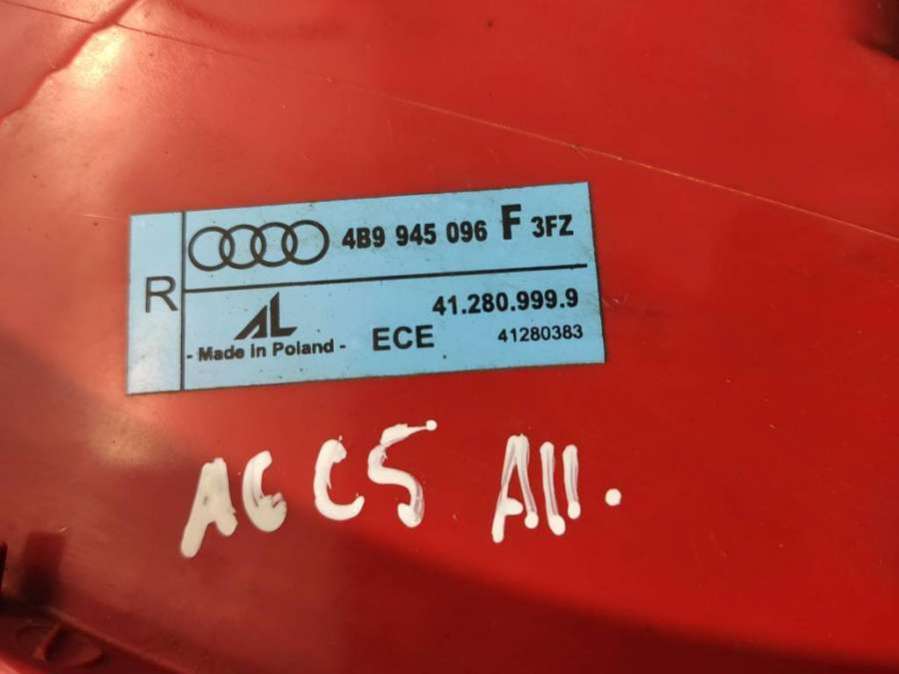 R
4B9 945 096 F 3FZ
AL
41.280.999.9
- Made in Poland - ECE 41280383
A6 C5 All.